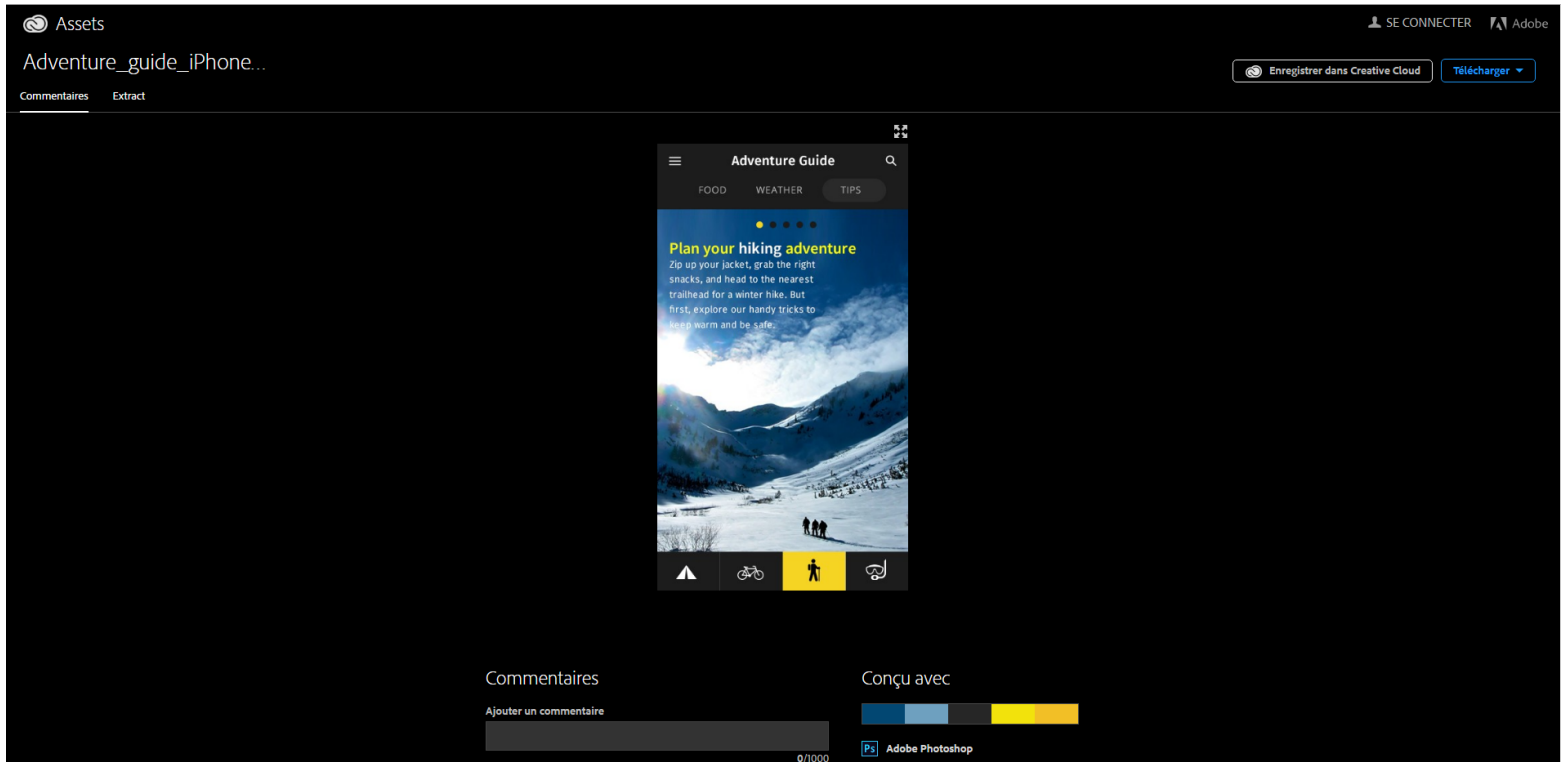 Assets
SE CONNECTER
Adobe
Adventure_guide_iPhone...
Enregistrer dans Creative Cloud
Télécharger
Commentaires
Extract
Adventure Guide
FOOD
WEATHER
TIPS
Plan your hiking adventure
Zip up your jacket, grab the right
snacks, and head to the nearest
trailhead for a winter hike. But
first, explore our handy tricks to
keep warm and be safe.
Commentaires
Conçu avec
Ajouter un commentaire
0/1000
Ps Adobe Photoshop